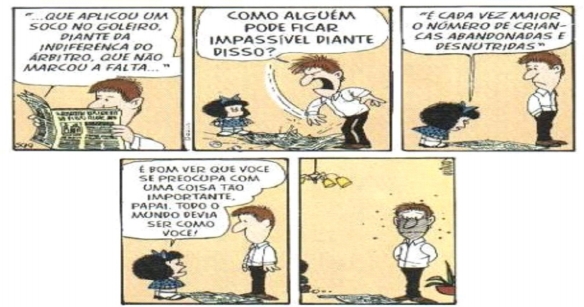 "...QUE APLICOU UM
SOCO NO GOLEIRO,
DIANTE DA
INDIFERENÇA DO
ÁRBITRO, QUE NÃO
MARCOU A FALTA..."
COMO ALGUÉM
PODE FICAR
IMPASSÍVEL DIANTE
DISSO?
"É CADA VEZ MAIOR
O NÚMERO DE CRIAN-
ÇAS ABANDONADAS E
DESNUTRIDAS"
É BOM VER QUE VOCÊ
SE PREOCUPA COM
UMA COISA TÃO
IMPORTANTE,
PAPAI. TODO O
MUNDO DEVIA
SER COMO
VOCÊ!